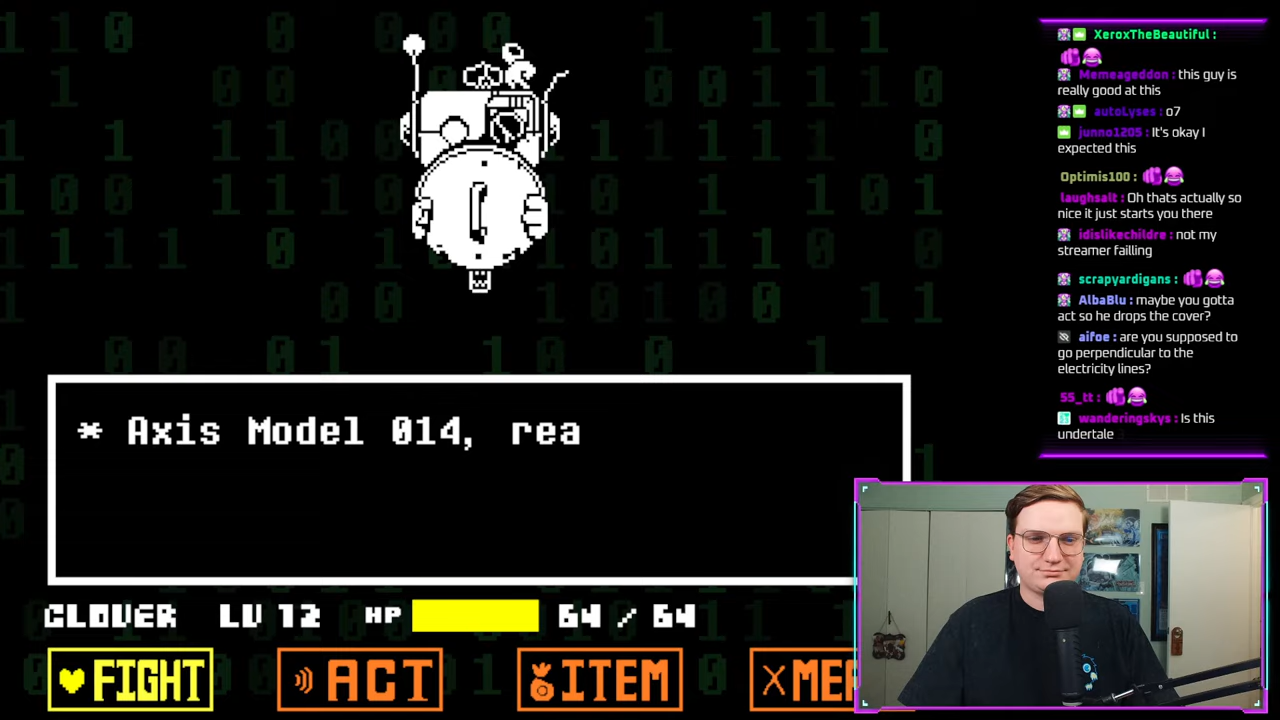 XeroxTheBeautiful :
Memeageddon : this guy is
really good at this
autoLyses : o7
junno1205 : It's okay I
expected this
Optimis100 :
laughsalt : Oh thats actually so
nice it just starts you there
idislikechildre : not my
streamer failling
scrapyardigans :
AlbaBlu : maybe you gotta
act so he drops the cover?
aifoe : are you supposed to
go perpendicular to the
electricity lines?
55_tt :
wanderingskys : Is this
undertale
* Axis Model 014, rea
CLOVER LV 12 HP 64 / 64
FIGHT ACT ITEM